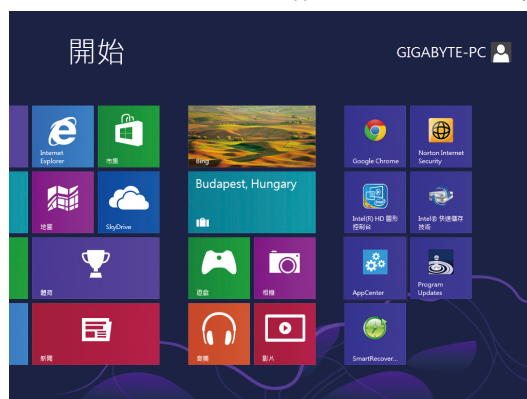 開始
GIGABYTE-PC
Internet
Explorer
市集
Bing
Google Chrome
Norton Internet
Security
地圖
SkyDrive
Budapest, Hungary
Intel(R) HD 圖形
控制台
Intel® 快速儲存
技術
體育
遊戲
相機
AppCenter
Program
Updates
新聞
音樂
影片
SmartRecover...